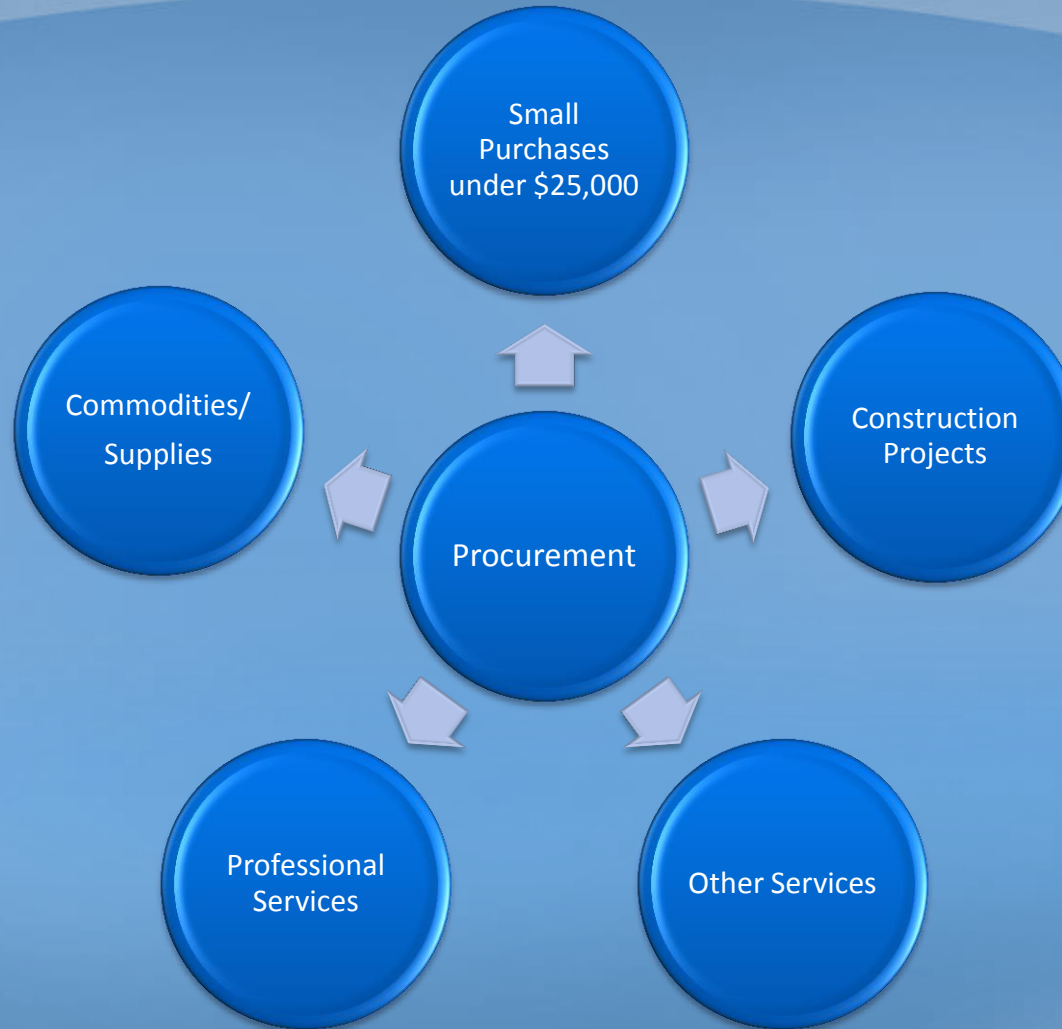 Small
Purchases
under $25,000
Commodities/
Supplies
Construction
Projects
Procurement
Professional
Services
Other Services